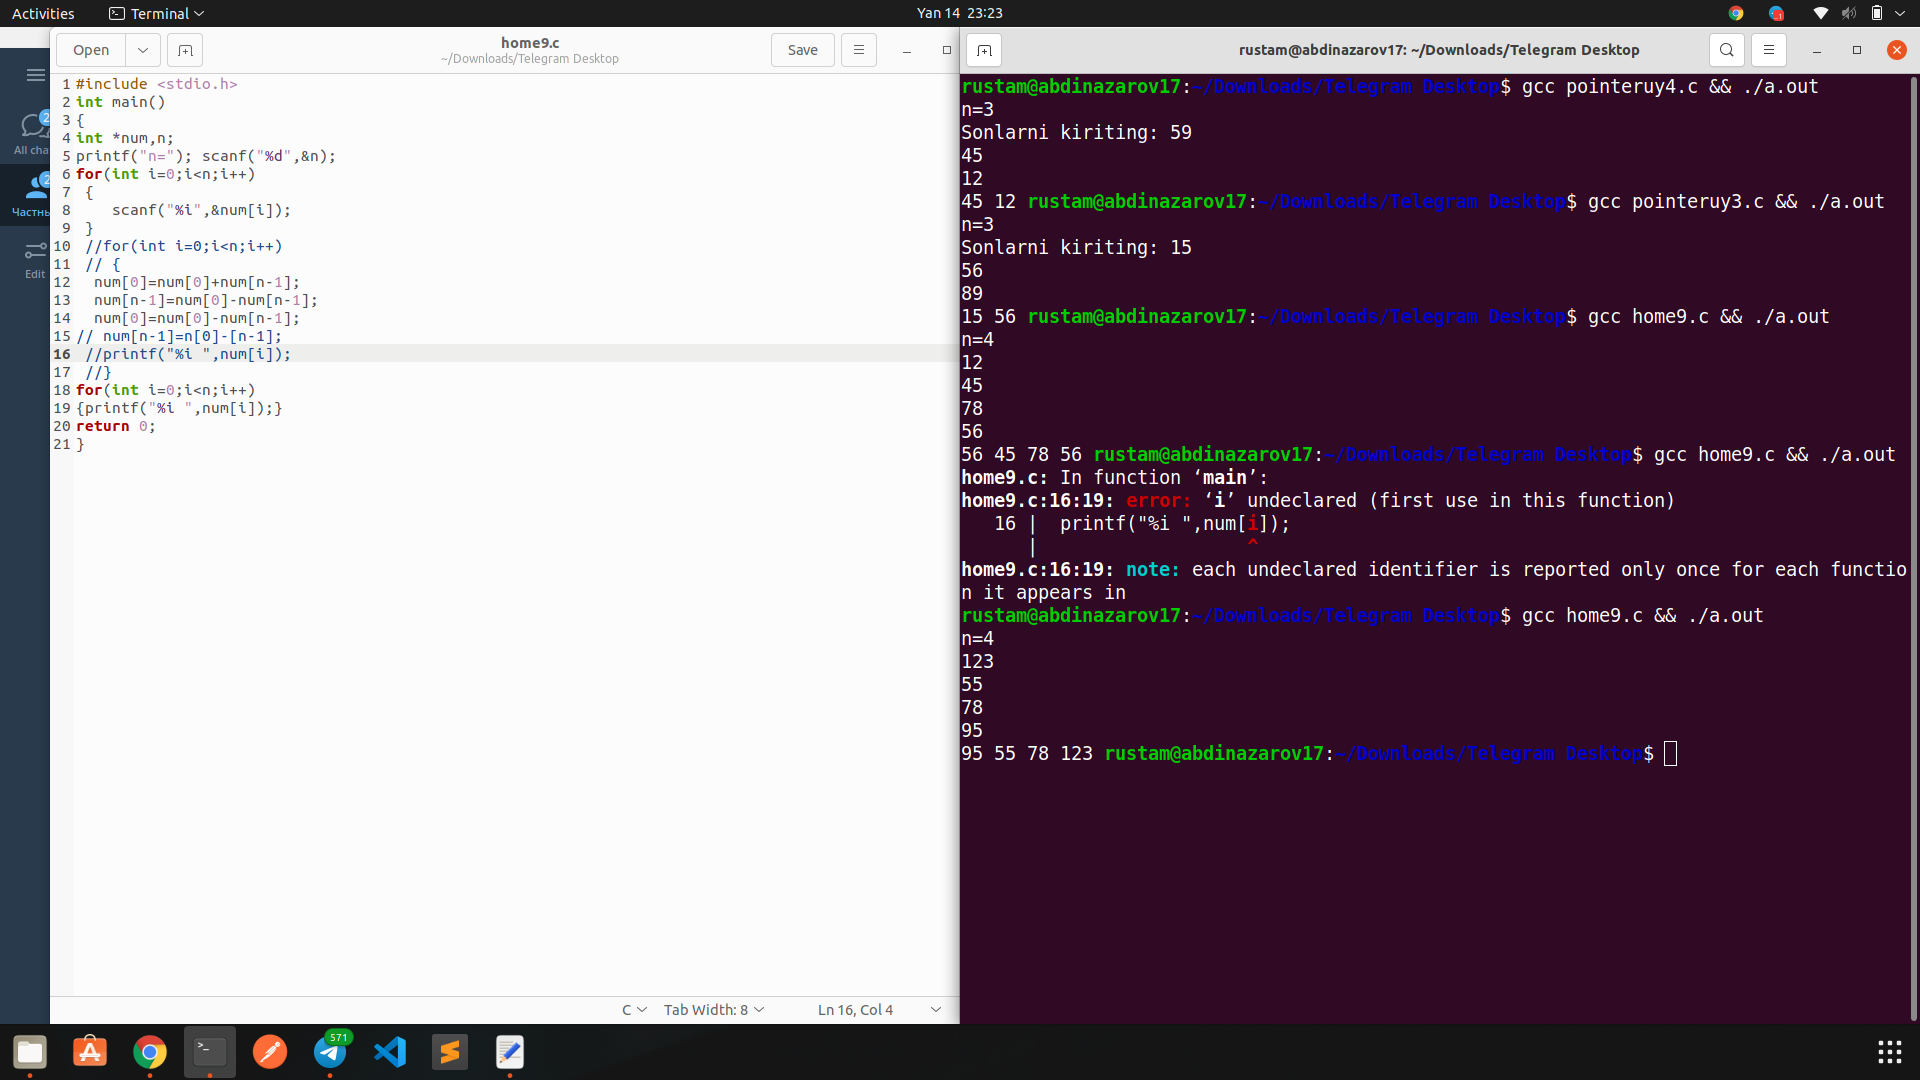 Activities
Terminal
Yan 14 23:23
Open
home9.c
~/Downloads/Telegram Desktop
Save
2
All cha
2
Частны
Edit
1 #include <stdio.h>
2 int main()
3 {
4 int *num,n;
5 printf("n="); scanf("%d",&n);
6 for(int i=0;i<n;i++)
7  {
8     scanf("%i",&num[i]);
9  }
10  //for(int i=0;i<n;i++)
11  // {
12   num[0]=num[0]+num[n-1];
13   num[n-1]=num[0]-num[n-1];
14   num[0]=num[0]-num[n-1];
15 // num[n-1]=n[0]-[n-1];
16  //printf("%i ",num[i]);
17  //}
18 for(int i=0;i<n;i++)
19 {printf("%i ",num[i]);}
20 return 0;
21 }
C
Tab Width: 8
Ln 16, Col 4
rustam@abdinazarov17: ~/Downloads/Telegram Desktop
rustam@abdinazarov17:~/Downloads/Telegram Desktop$ gcc pointeruy4.c && ./a.out
n=3
Sonlarni kiriting: 59
45
12
45 12 rustam@abdinazarov17:~/Downloads/Telegram Desktop$ gcc pointeruy3.c && ./a.out
n=3
Sonlarni kiriting: 15
56
89
15 56 rustam@abdinazarov17:~/Downloads/Telegram Desktop$ gcc home9.c && ./a.out
n=4
12
45
78
56
56 45 78 56 rustam@abdinazarov17:~/Downloads/Telegram Desktop$ gcc home9.c && ./a.out
home9.c: In function ‘main’:
home9.c:16:19: error: ‘i’ undeclared (first use in this function)
   16 |  printf("%i ",num[i]);
      |                   ^
home9.c:16:19: note: each undeclared identifier is reported only once for each functio
n it appears in
rustam@abdinazarov17:~/Downloads/Telegram Desktop$ gcc home9.c && ./a.out
n=4
123
55
78
95
95 55 78 123 rustam@abdinazarov17:~/Downloads/Telegram Desktop$
571